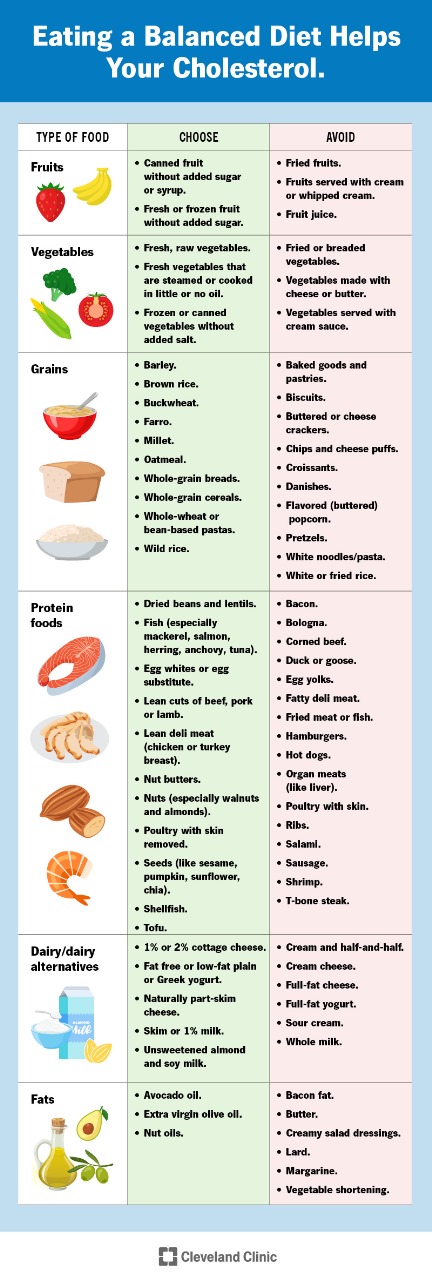 Eating a Balanced Diet Helps
Your Cholesterol.
TYPE OF FOOD
CHOOSE
AVOID
Fruits
• Canned fruit
without added sugar
or syrup.
• Fresh or frozen fruit
without added sugar.
• Fried fruits.
• Fruits served with cream
or whipped cream.
• Fruit juice.
Vegetables
• Fresh, raw vegetables.
• Fresh vegetables that
are steamed or cooked
in little or no oil.
• Frozen or canned
vegetables without
added salt.
• Fried or breaded
vegetables.
• Vegetables made with
cheese or butter.
• Vegetables served with
cream sauce.
Grains
• Barley.
• Brown rice.
• Buckwheat.
• Farro.
• Millet.
• Oatmeal.
• Whole-grain breads.
• Whole-grain cereals.
• Whole-wheat or
bean-based pastas.
• Wild rice.
• Baked goods and
pastries.
• Biscuits.
• Buttered or cheese
crackers.
• Chips and cheese puffs.
• Croissants.
• Danishes.
• Flavored (buttered)
popcorn.
• Pretzels.
• White noodles/pasta.
• White or fried rice.
Protein
foods
• Dried beans and lentils.
• Fish (especially
mackerel, salmon,
herring, anchovy, tuna).
• Egg whites or egg
substitute.
• Lean cuts of beef, pork
or lamb.
• Lean deli meat
(chicken or turkey
breast).
• Nut butters.
• Nuts (especially walnuts
and almonds).
• Poultry with skin
removed.
• Seeds (like sesame,
pumpkin, sunflower,
chia).
• Shellfish.
• Tofu.
• Bacon.
• Bologna.
• Corned beef.
• Duck or goose.
• Egg yolks.
• Fatty deli meat.
• Fried meat or fish.
• Hamburgers.
• Hot dogs.
• Organ meats
(like liver).
• Poultry with skin.
• Ribs.
• Salami.
• Sausage.
• Shrimp.
• T-bone steak.
Dairy/dairy
alternatives
Milk
• 1% or 2% cottage cheese.
• Fat free or low-fat plain
or Greek yogurt.
• Naturally part-skim
cheese.
• Skim or 1% milk.
• Unsweetened almond
and soy milk.
• Cream and half-and-half.
• Cream cheese.
• Full-fat cheese.
• Full-fat yogurt.
• Sour cream.
• Whole milk.
Fats
• Avocado oil.
• Extra virgin olive oil.
• Nut oils.
• Bacon fat.
• Butter.
• Creamy salad dressings.
• Lard.
• Margarine.
• Vegetable shortening.
Cleveland Clinic